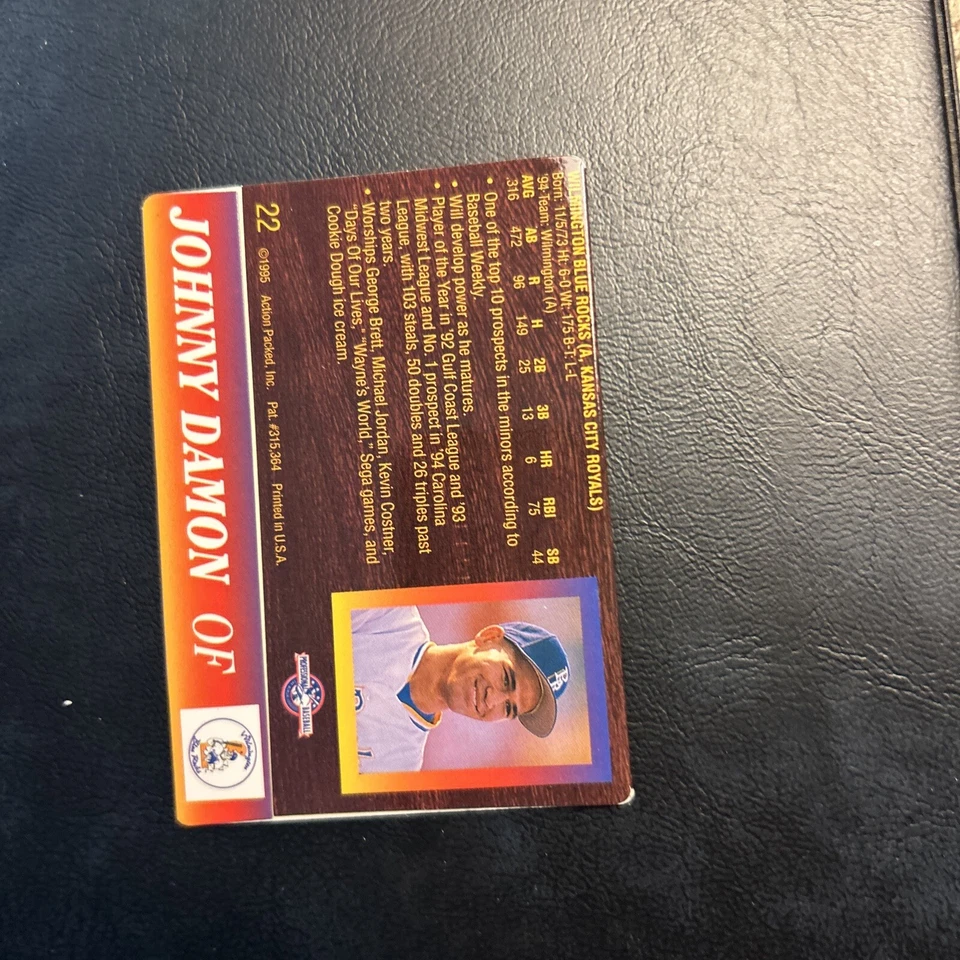 WILMINGTON BLUE ROCKS (A, KANSAS CITY ROYALS)
Born: 11/5/73 Ht: 6-0 Wt: 175 B-T: L-L
'94 Team: Wilmington (A)
AVG AB R H 2B 3B HR RBI SB
.316 472 96 149 25 13 6 75 44
• One of the top 10 prospects in the minors according to
Baseball Weekly.
• Will develop power as he matures.
• Player of the Year in '92 Gulf Coast League and '93
Midwest League and No. 1 prospect in '94 Carolina
League, with 103 steals, 50 doubles and 26 triples past
two years.
• Worships George Brett, Michael Jordan, Kevin Costner,
"Days Of Our Lives," "Wayne's World," Sega games, and
Cookie Dough ice cream.
PROFESSIONAL BASEBALL
22 ©1995 Action Packed, Inc. Pat. #315,364 Printed in U.S.A.
JOHNNY DAMON OF
Wilmington
Blue Rocks